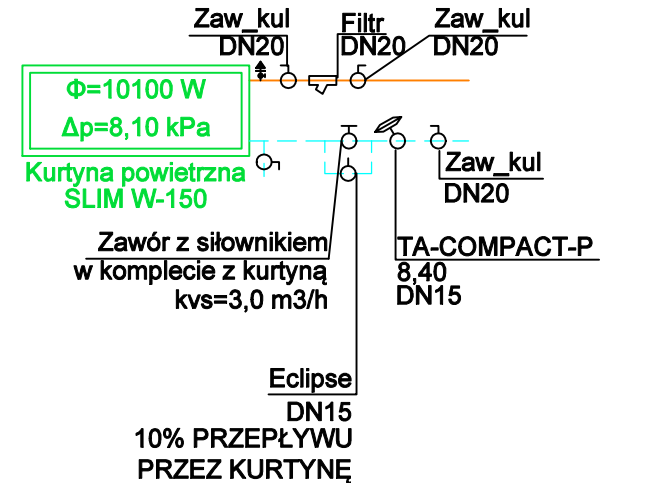 Zaw_kul
DN20
Filtr
DN20
Zaw_kul
DN20
Φ=10100 W
Δp=8,10 kPa
Kurtyna powietrzna
SLIM W-150
Zaw_kul
DN20
Zawór z siłownikiem
w komplecie z kurtyną
kvs=3,0 m3/h
TA-COMPACT-P
8,40
DN15
Eclipse
DN15
10% PRZEPŁYWU
PRZEZ KURTYNĘ